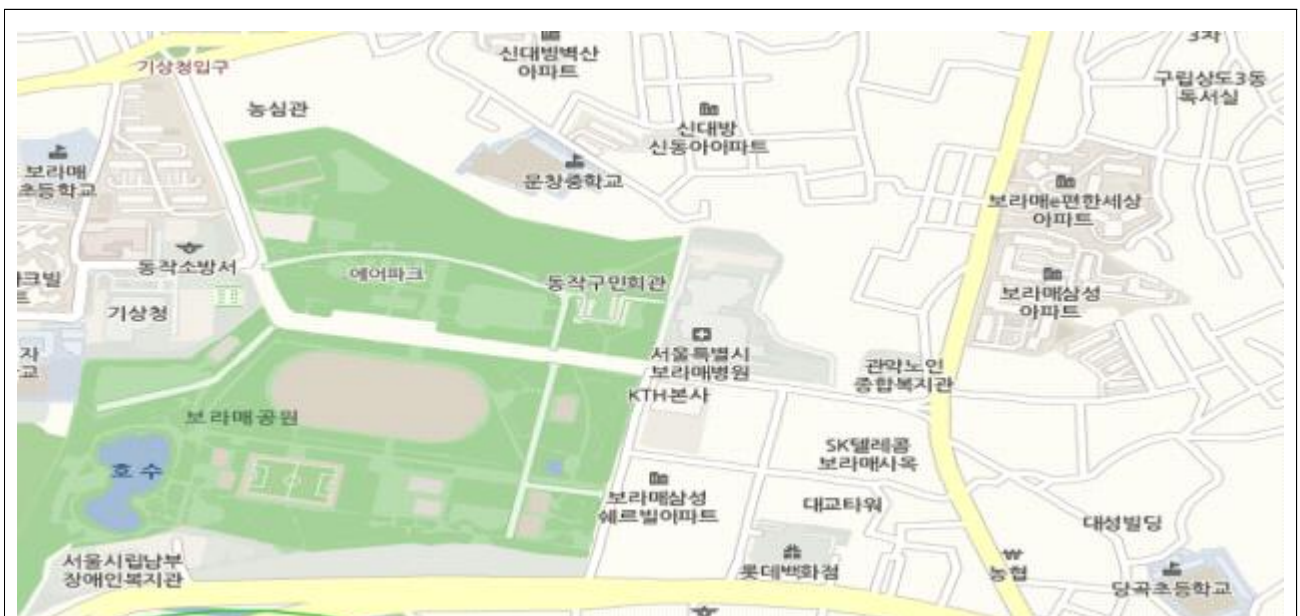 3차
신대방벽산
아파트
기상청입구
구립상도3동
독서실
농심관
신대방
신동아아파트
보라매
초등학교
문창중학교
보라매e편한세상
아파트
동작소방서
에어파크
동작구민회관
크빌
트
보라매삼성
아파트
기상청
자
교
서울특별시
보라매병원
관악노인
종합복지관
KTH본사
보라매공원
SK텔레콤
보라매사옥
호 수
보라매삼성
쉐르빌아파트
대교타워
대성빌딩
서울시립남부
장애인복지관
롯데백화점
농협
당곡초등학교